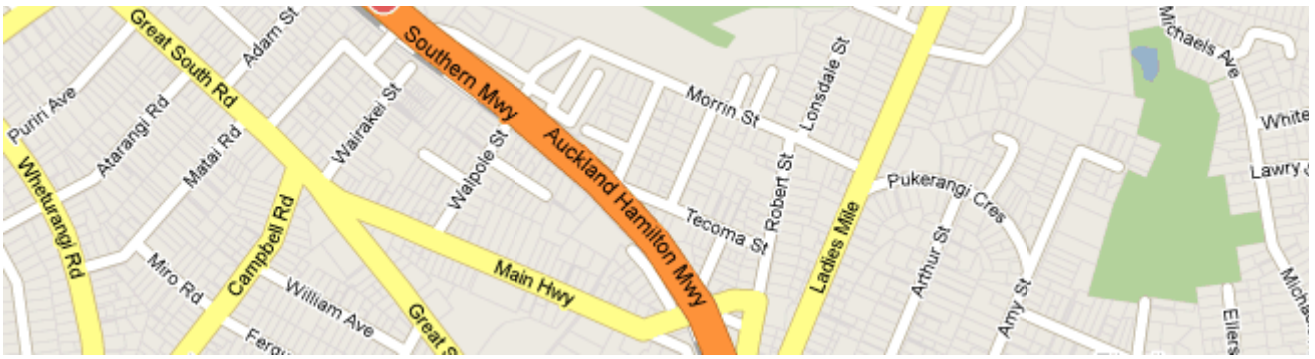 Great South Rd
Adam St
Puriri Ave
Atarangi Rd
Matai Rd
Wairakei St
Wheturangi Rd
Campbell Rd
Miro Rd
William Ave
Walpole St
Southern Mwy
Auckland Hamilton Mwy
Main Hwy
Morrin St
Lonsdale St
Robert St
Tecoma St
Ladies Mile
Pukerangi Cres
Arthur St
Amy St
Michaels Ave
Lawry
White